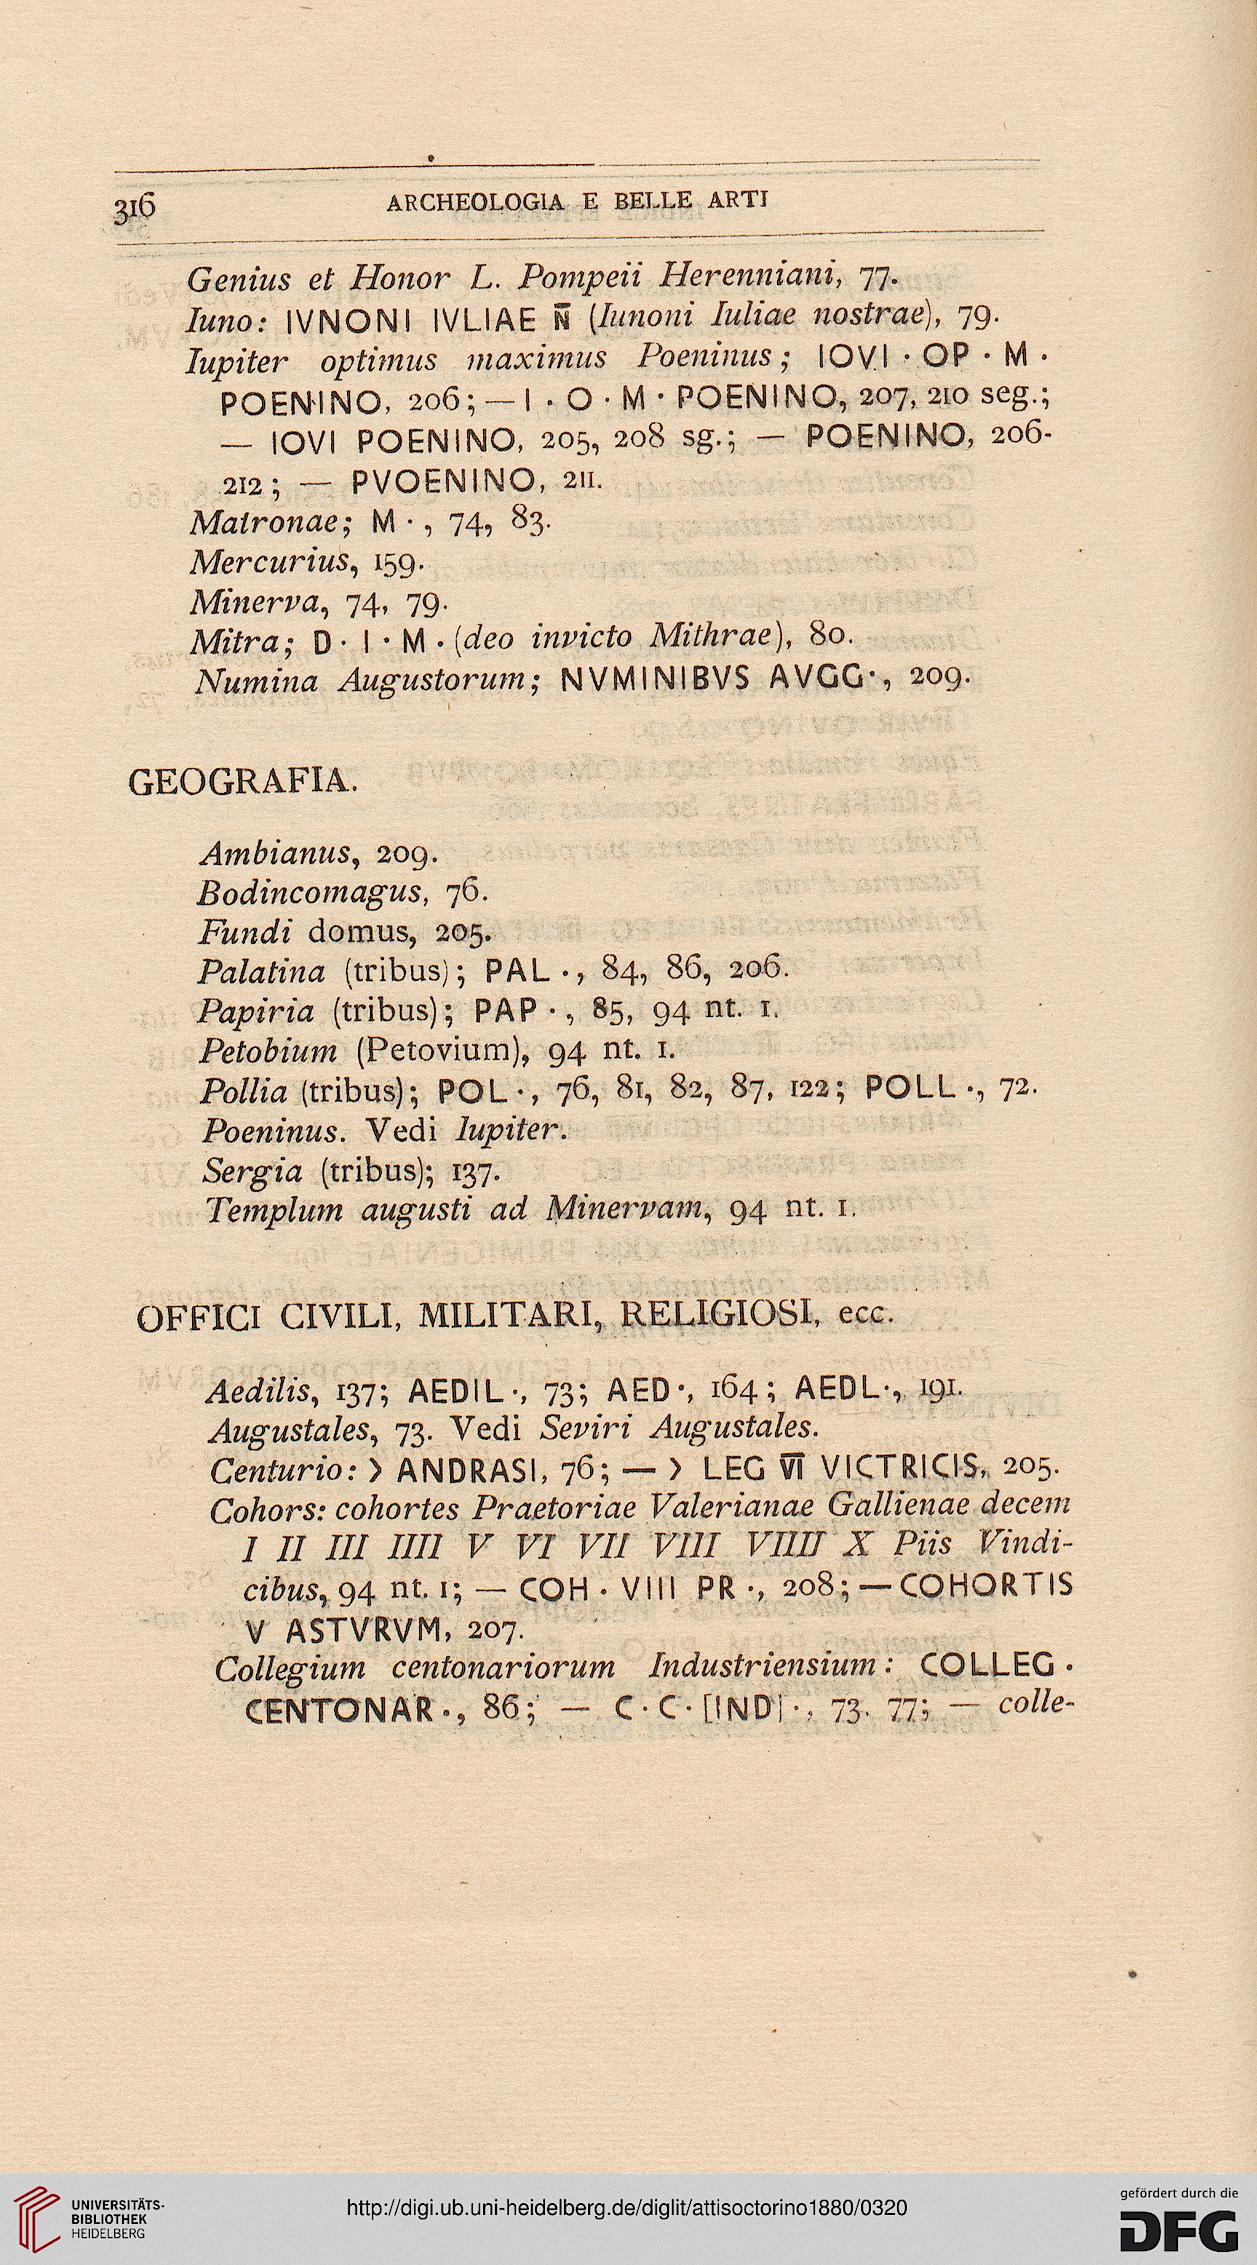 316 ARCHEOLOGIA E BELLE ARTI
Genius et Honor L. Pompeii Herenniani, 77.
Iuno: IVNONI IVLIAE N̅ (Iunoni Iuliae nostrae), 79.
Iupiter optimus maximus Poeninus; IOVI · OP · M ·
POENINO, 206; — I · O · M · POENINO, 207, 210 seg.;
— IOVI POENINO, 205, 208 sg.; — POENINO, 206-
212; — PVOENINO, 211.
Matronae; M · , 74, 83.
Mercurius, 159.
Minerva, 74, 79.
Mitra; D · I · M · (deo invicto Mithrae), 80.
Numina Augustorum; NVMINIBVS AVGG·, 209.
GEOGRAFIA.
Ambianus, 209.
Bodincomagus, 76.
Fundi domus, 205.
Palatina (tribus); PAL ·, 84, 86, 206.
Papiria (tribus); PAP · , 85, 94 nt. 1.
Petobium (Petovium), 94 nt. 1.
Pollia (tribus); POL ·, 76, 81, 82, 87, 122; POLL ·, 72.
Poeninus. Vedi Iupiter.
Sergia (tribus); 137.
Templum augusti ad Minervam, 94 nt. 1.
OFFICI CIVILI, MILITARI, RELIGIOSI, ecc.
Aedilis, 137; AEDIL ·, 73; AED ·, 164; AEDL·, 191.
Augustales, 73. Vedi Seviri Augustales.
Centurio: > ANDRASI, 76; — > LEG V̅I̅ VICTRICIS, 205.
Cohors: cohortes Praetoriae Valerianae Gallienae decem
I II III IIII V VI VII VIII VIIII X Piis Vindi-
cibus, 94 nt. 1; — COH · VIII PR ·, 208; — COHORTIS
V ASTVRVM, 207.
Collegium centonariorum Industriensium: COLLEG ·
CENTONAR ·, 86; — C · C · [IND] ·, 73. 77; — colle-
UNIVERSITÄTS-
BIBLIOTHEK
HEIDELBERG
http://digi.ub.uni-heidelberg.de/diglit/attisoctorino1880/0320
gefördert durch die
DFG